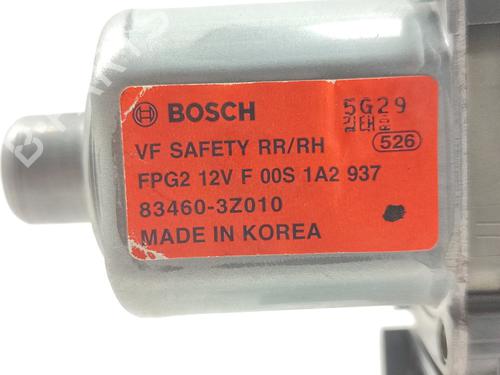 BOSCH
5G29
VF SAFETY RR/RH
526
FPG2 12V F 00S 1A2 937
83460-3Z010
MADE IN KOREA